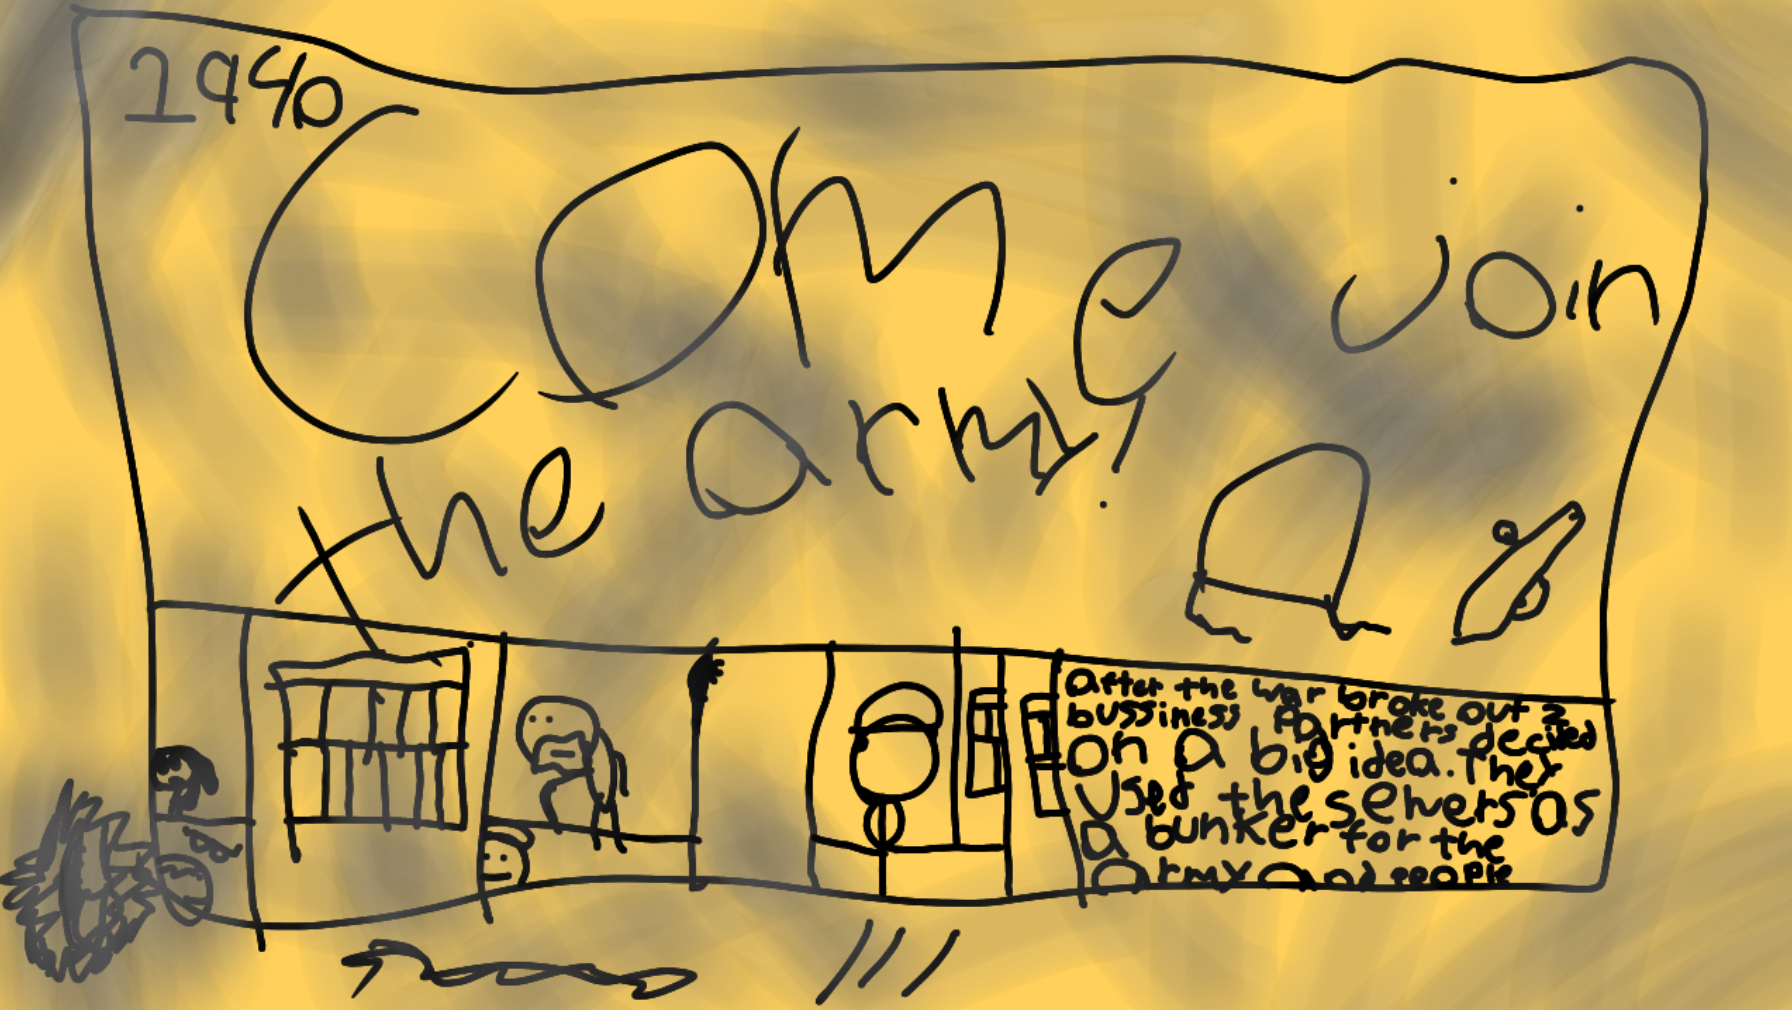 1940
Come join
the army!
After the war broke out 2
bussiness Partners decided
on a big idea. They
Used the sewers as
a bunker for the
army and people